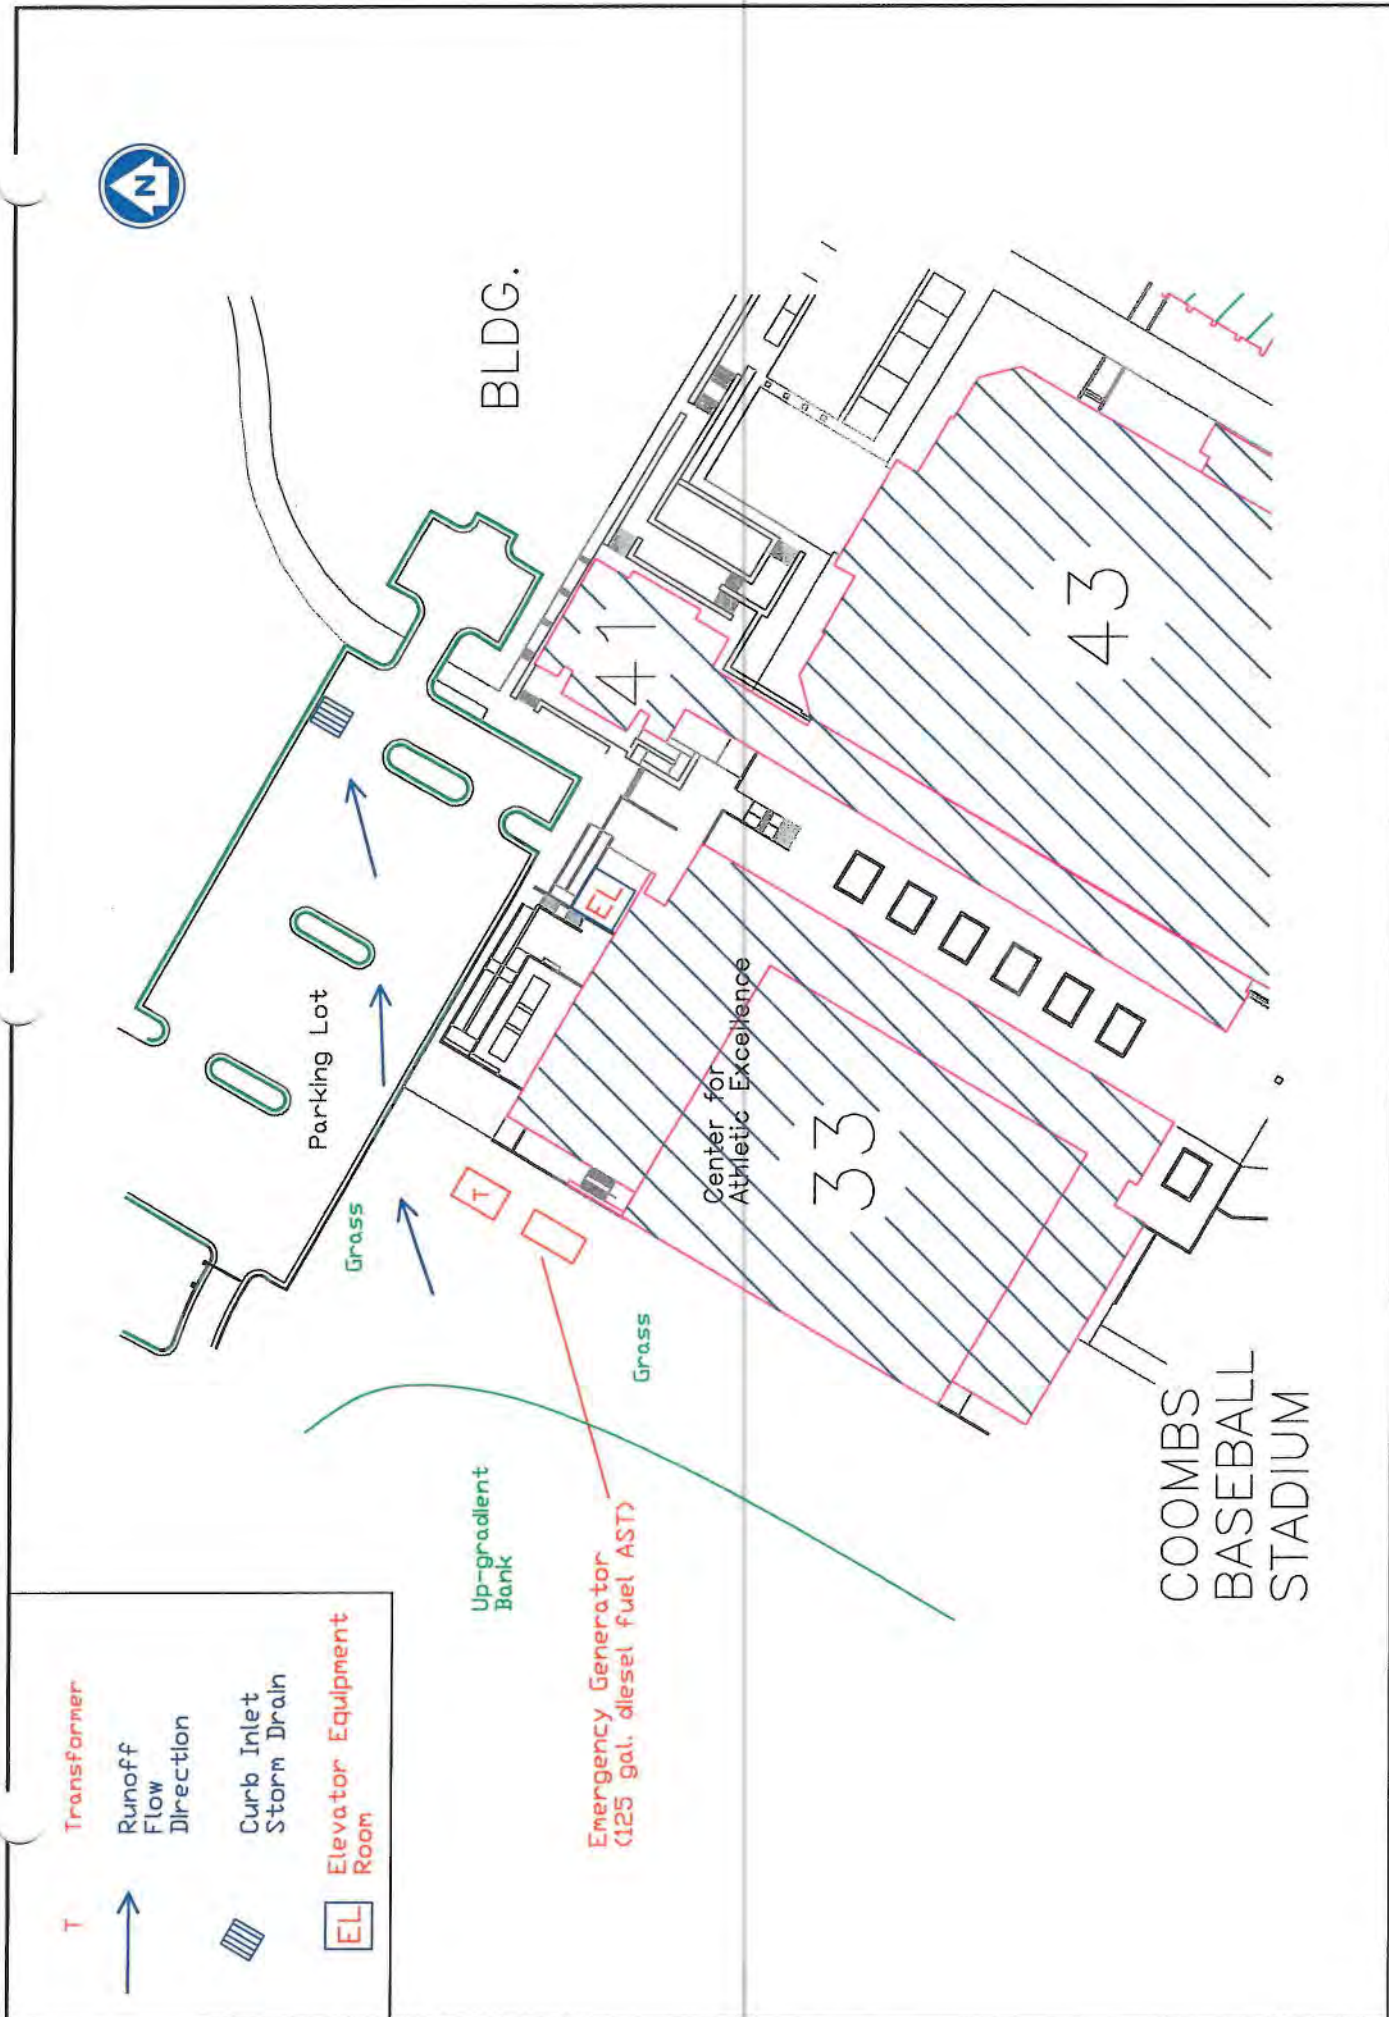 T Transformer
Runoff
Flow
Direction
Curb Inlet
Storm Drain
EL Elevator Equipment
Room
N
BLDG.
Parking Lot
Grass
T
EL
41
43
33
Center for
Athletic Excellence
Grass
Up-gradient
Bank
Emergency Generator
(125 gal. diesel fuel AST)
COOMBS
BASEBALL
STADIUM